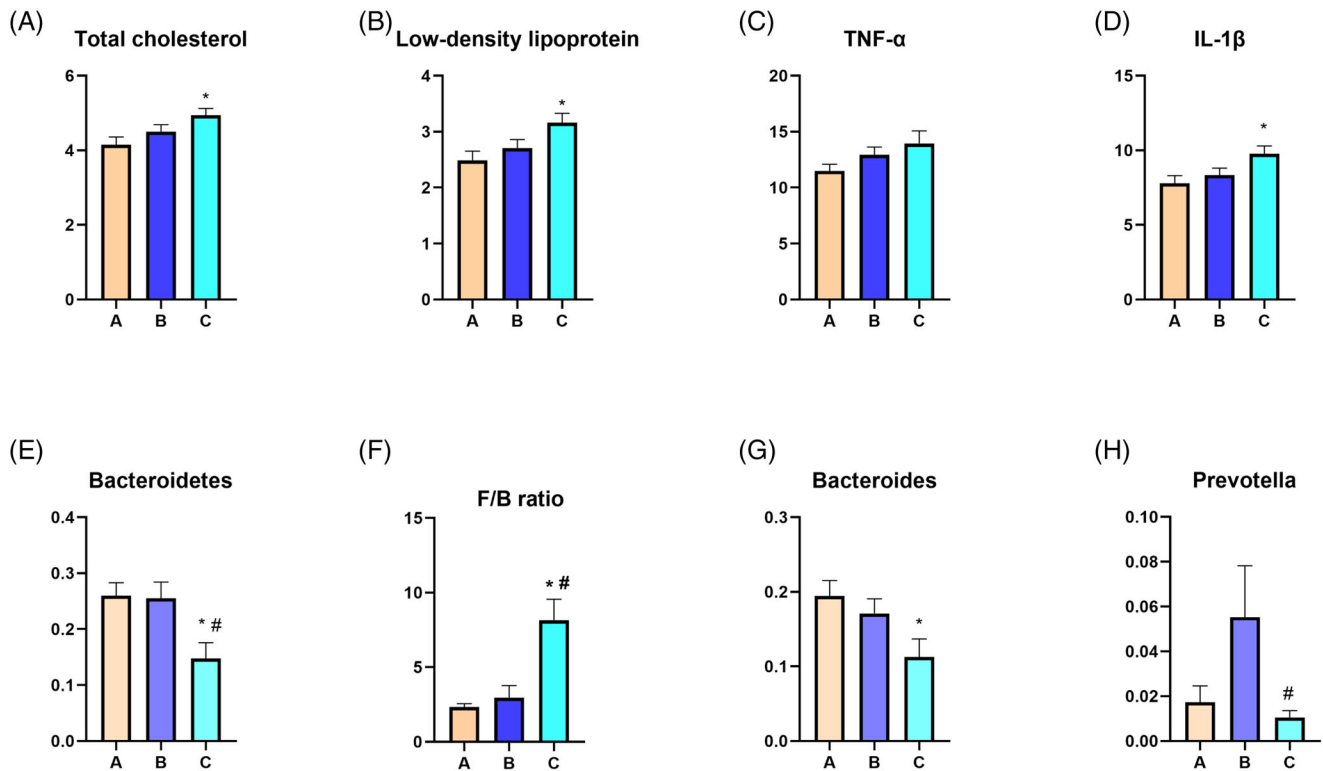 (A)
Total cholesterol
6
4
2
0
*
A B C
(B)
Low-density lipoprotein
4
3
2
1
0
*
A B C
(C)
TNF-α
20
15
10
5
0
A B C
(D)
IL-1β
15
10
5
0
*
A B C
(E)
Bacteroidetes
0.4
0.3
0.2
0.1
0.0
* #
A B C
(F)
F/B ratio
15
10
5
0
* #
A B C
(G)
Bacteroides
0.3
0.2
0.1
0.0
*
A B C
(H)
Prevotella
0.10
0.08
0.06
0.04
0.02
0.00
#
A B C